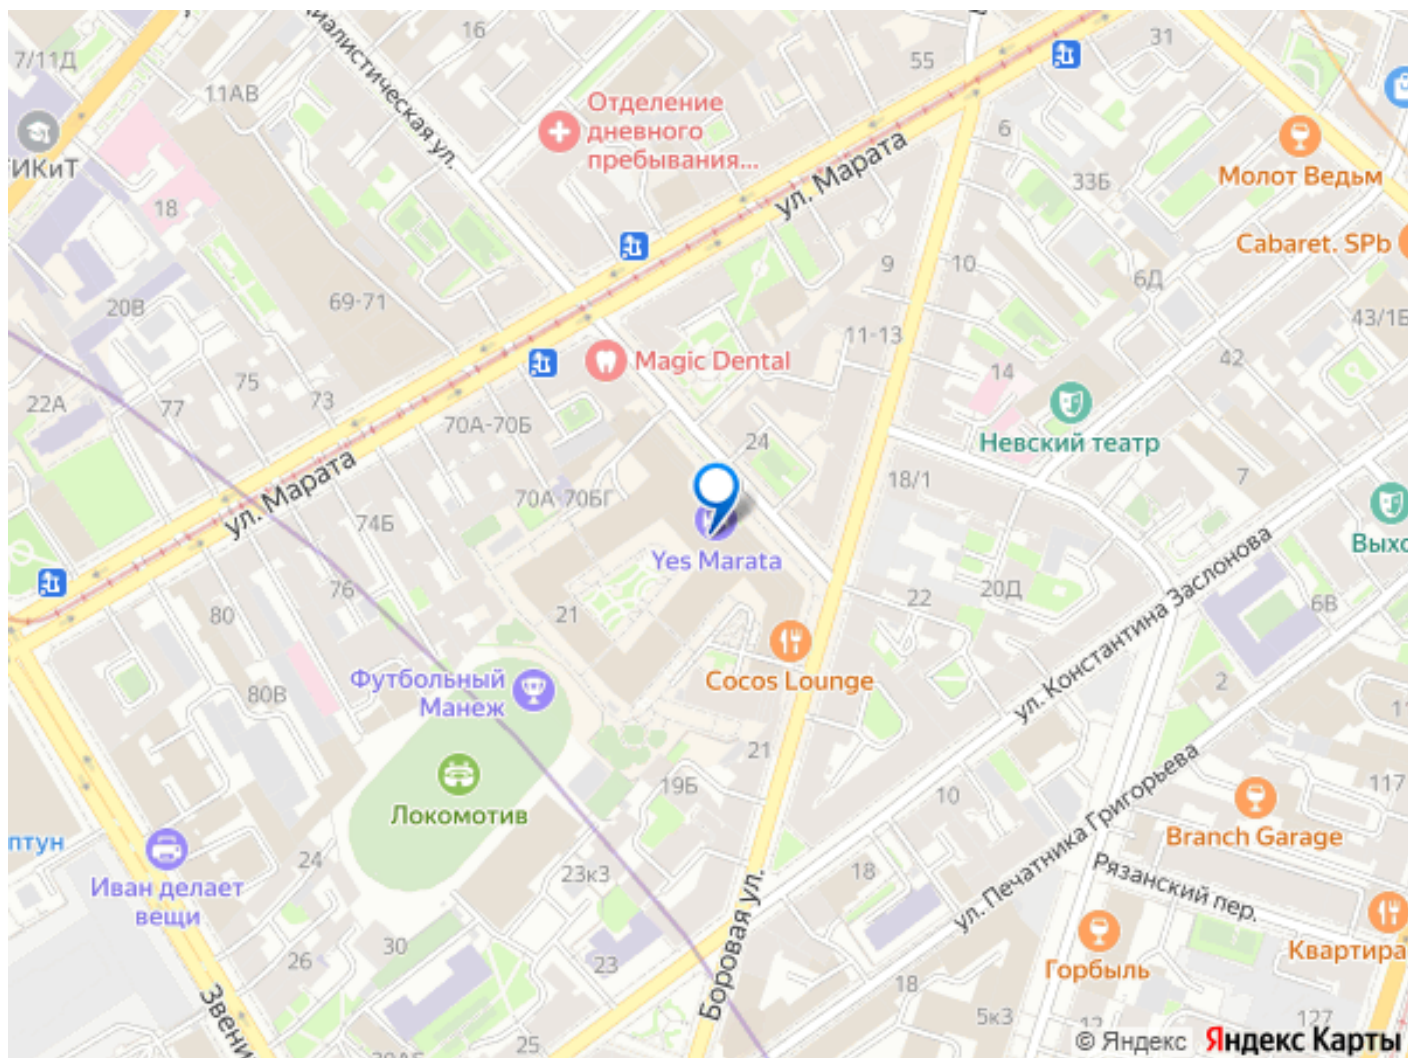 16
31
7/11Д
55
11АВ
Отделение
дневного
пребывания...
6
ТИКиТ
33Б
Молот Ведьм
ул. Марата
18
Cabaret. SPb
9
10
6Д
20В
69-71
11-13
43/1Б
Magic Dental
42
75
14
73
22А
77
70А-70Б
24
Невский театр
ул. Марата
70А-70БГ
18/1
7
74Б
Yes Marata
76
20Д
22
6В
80
21
ул. Константина Заслонова
Футбольный
Манеж
80В
Cocos Lounge
2
21
19Б
10
117
Локомотив
Branch Garage
птун
Иван делает
вещи
24
23к3
18
Рязанский пер.
ул. Печатника Григорьева
Боровая ул.
30
26
23
Горбыль
Квартира
18
25
5к3
127
Звени
© Яндекс
Яндекс Карты